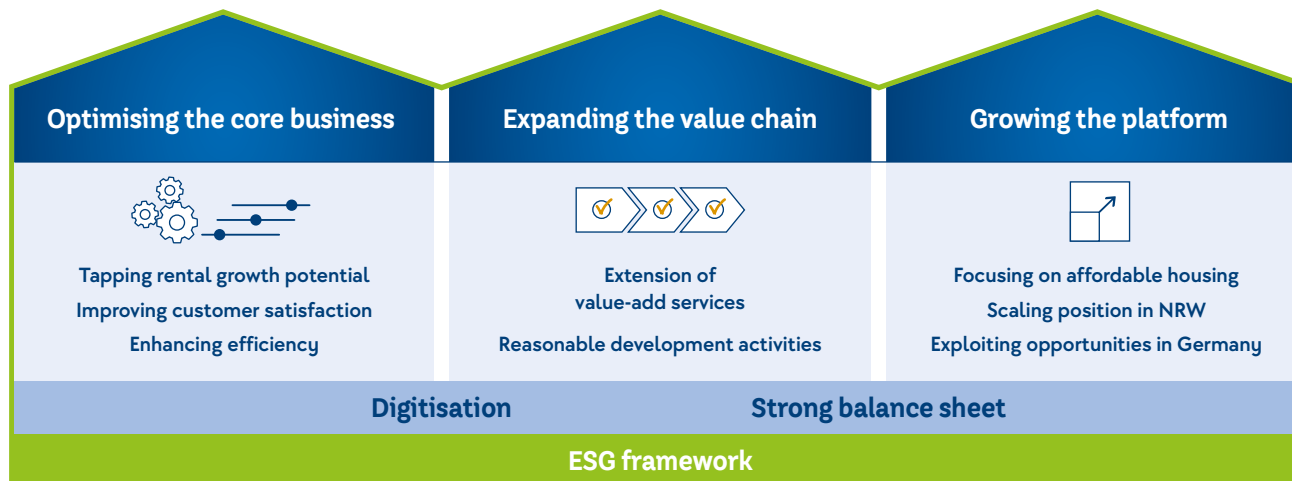 Optimising the core business
Tapping rental growth potential
Improving customer satisfaction
Enhancing efficiency
Expanding the value chain
Extension of
value-add services
Reasonable development activities
Growing the platform
Focusing on affordable housing
Scaling position in NRW
Exploiting opportunities in Germany
Digitisation
Strong balance sheet
ESG framework